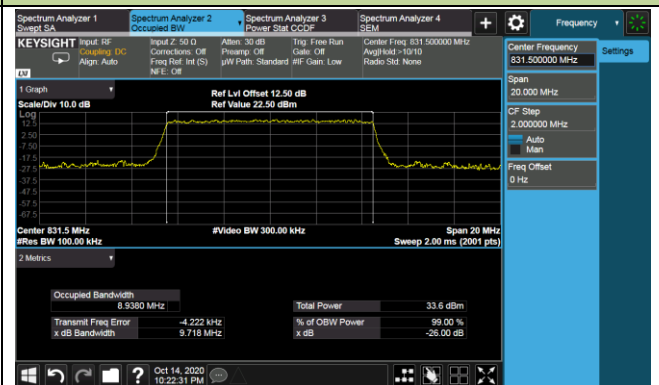 Spectrum Analyzer 1
Swept SA
Spectrum Analyzer 2
Occupied BW
Spectrum Analyzer 3
Power Stat CCDF
Spectrum Analyzer 4
SEM
+
Frequency
KEYSIGHT
Input: RF
Coupling: DC
Align: Auto
Input Z: 50 Ω
Corrections: Off
Freq Ref: Int (S)
NFE: Off
Atten: 30 dB
Preamp: Off
µW Path: Standard
Trig: Free Run
Gate: Off
#IF Gain: Low
Center Freq: 831.500000 MHz
Avg|Hold:>10/10
Radio Std: None
LXI
Center Frequency
831.500000 MHz
Settings
Span
20.000 MHz
CF Step
2.000000 MHz
Auto
Man
Freq Offset
0 Hz
1 Graph
Scale/Div 10.0 dB
Ref Lvl Offset 12.50 dB
Ref Value 22.50 dBm
Log
12.5
2.50
-7.50
-17.5
-27.5
-37.5
-47.5
-57.5
-67.5
Center 831.5 MHz
#Res BW 100.00 kHz
#Video BW 300.00 kHz
Span 20 MHz
Sweep 2.00 ms (2001 pts)
2 Metrics
Occupied Bandwidth
8.9380 MHz
Total Power 33.6 dBm
Transmit Freq Error -4.222 kHz
% of OBW Power 99.00 %
x dB Bandwidth 9.718 MHz
x dB -26.00 dB
?
Oct 14, 2020
10:22:31 PM